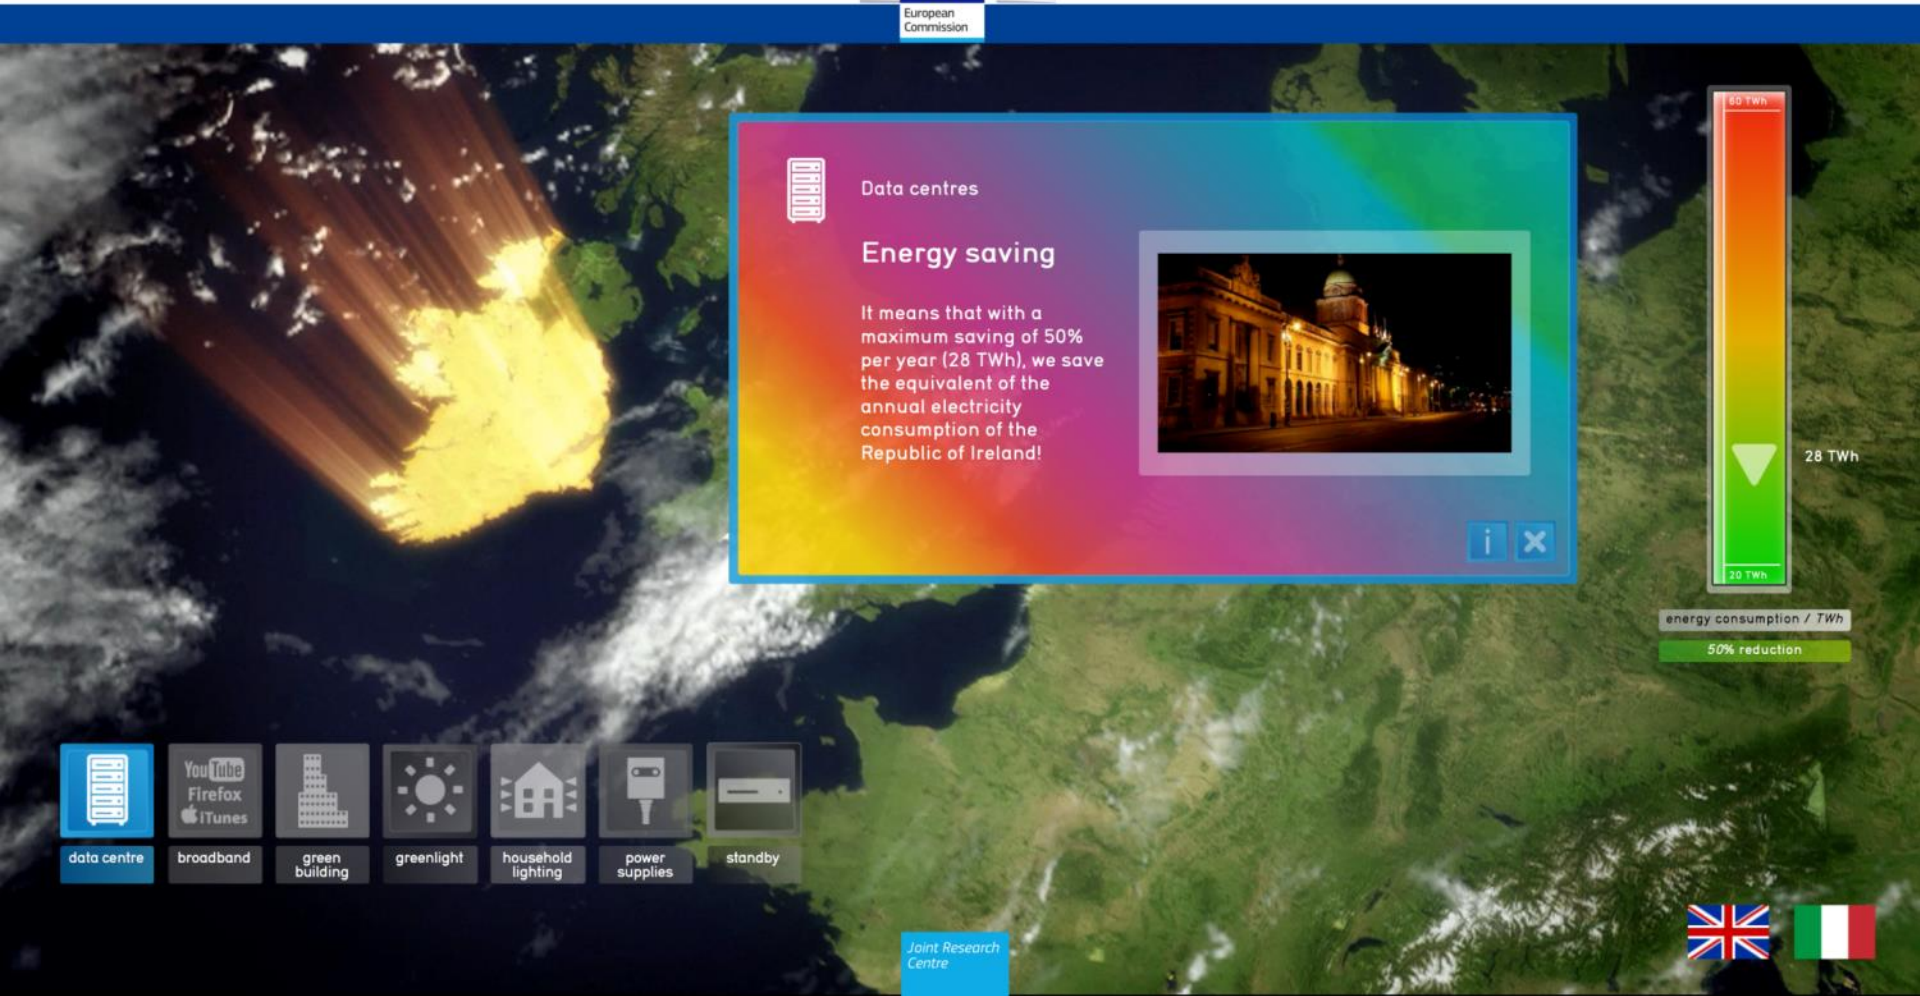 European
Commission
Data centres
Energy saving
It means that with a
maximum saving of 50%
per year (28 TWh), we save
the equivalent of the
annual electricity
consumption of the
Republic of Ireland!
i
60 TWh
28 TWh
20 TWh
energy consumption / TWh
50% reduction
YouTube
Firefox
iTunes
data centre
broadband
green
building
greenlight
household
lighting
power
supplies
standby
Joint Research
Centre